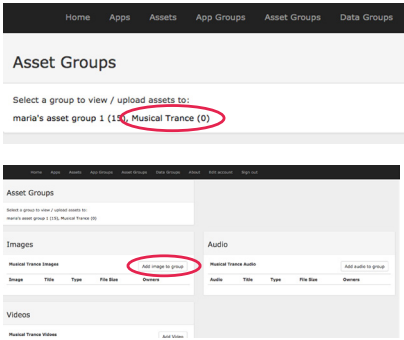 Home Apps Assets App Groups Asset Groups Data Groups
Asset Groups
Select a group to view / upload assets to:
maria's asset group 1 (15), Musical Trance (0)
Home Apps Assets App Groups Asset Groups Data Groups About Edit account Sign out
Asset Groups
Select a group to view / upload assets to:
maria's asset group 1 (15), Musical Trance (0)
Images
Musical Trance Images Add image to group
Image Title Type File Size Owners
Audio
Musical Trance Audio Add audio to group
Audio Title Type File Size Owners
Videos
Musical Trance Videos Add Video